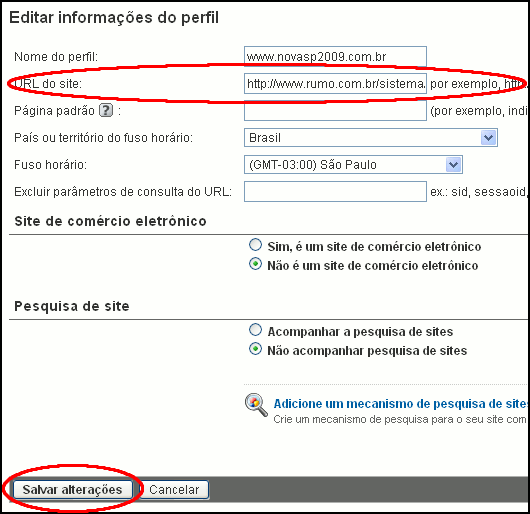 Editar informações do perfil
Nome do perfil: www.novasp2009.com.br
URL do site: http://www.rumo.com.br/sistema. por exemplo, http
Página padrão ? : (por exemplo, indi
País ou território do fuso horário: Brasil
Fuso horário: (GMT-03:00) São Paulo
Excluir parâmetros de consulta do URL: ex.: sid, sessaoid,
Site de comércio eletrônico
Sim, é um site de comércio eletrônico
Não é um site de comércio eletrônico
Pesquisa de site
Acompanhar a pesquisa de sites
Não acompanhar pesquisa de sites
Adicione um mecanismo de pesquisa de sites
Crie um mecanismo de pesquisa para o seu site com
Salvar alterações Cancelar